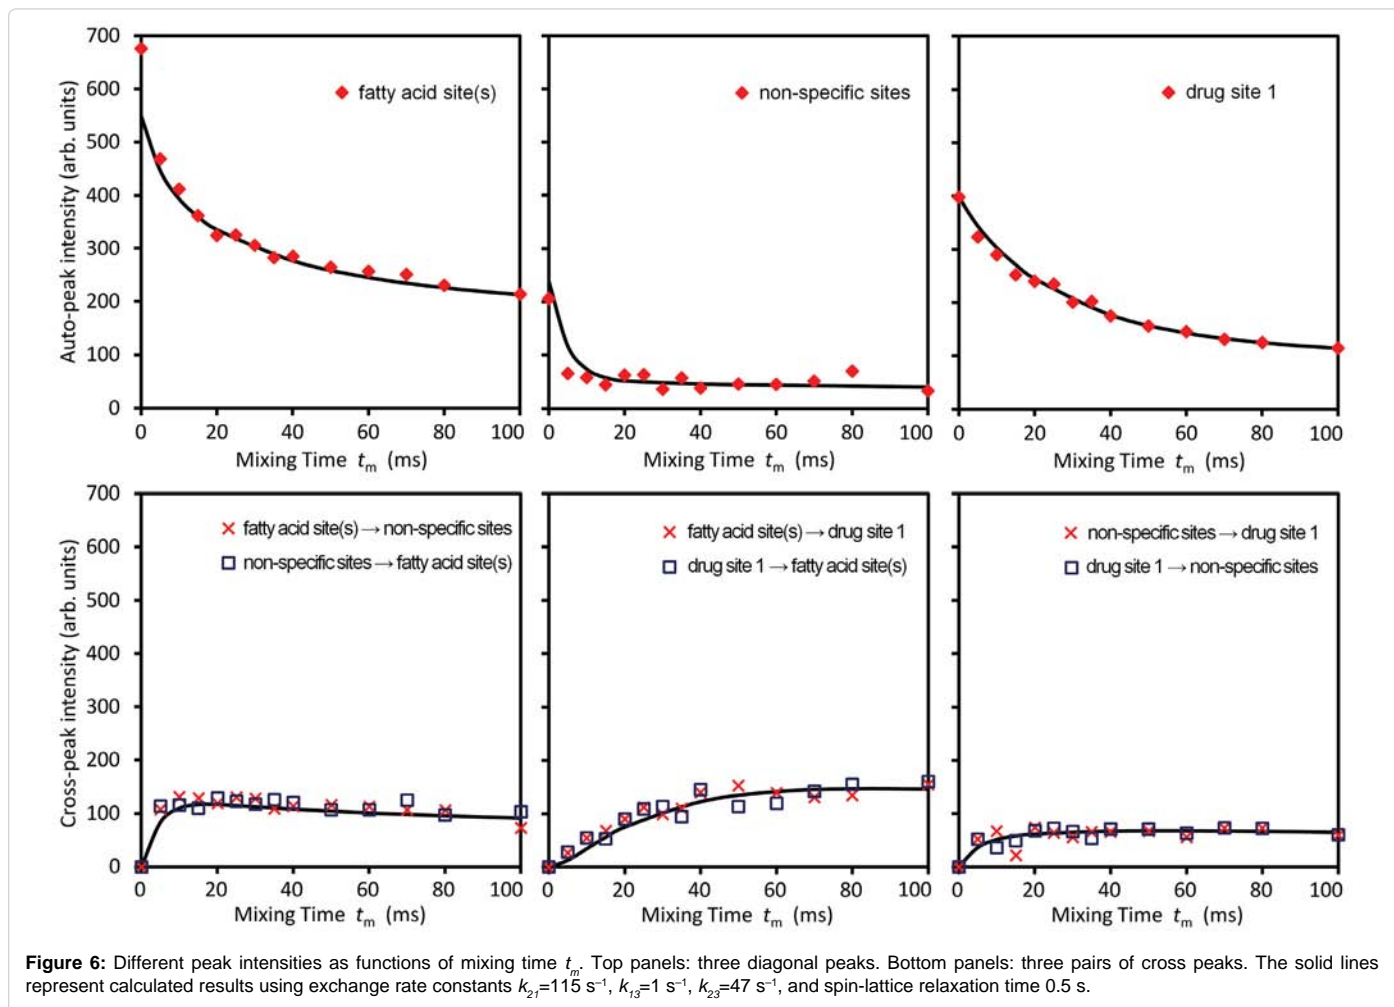 700
600
500
400
300
200
100
0
Auto-peak intensity (arb. units)
fatty acid site(s)
0 20 40 60 80 100
Mixing Time tm (ms)
non-specific sites
0 20 40 60 80 100
Mixing Time tm (ms)
drug site 1
0 20 40 60 80 100
Mixing Time tm (ms)
700
600
500
400
300
200
100
0
Cross-peak intensity (arb. units)
fatty acid site(s) → non-specific sites
non-specific sites → fatty acid site(s)
0 20 40 60 80 100
Mixing Time tm (ms)
fatty acid site(s) → drug site 1
drug site 1 → fatty acid site(s)
0 20 40 60 80 100
Mixing Time tm (ms)
non-specific sites → drug site 1
drug site 1 → non-specific sites
0 20 40 60 80 100
Mixing Time tm (ms)
Figure 6: Different peak intensities as functions of mixing time tm. Top panels: three diagonal peaks. Bottom panels: three pairs of cross peaks. The solid lines
represent calculated results using exchange rate constants k21=115 s–1, k13=1 s–1, k23=47 s–1, and spin-lattice relaxation time 0.5 s.